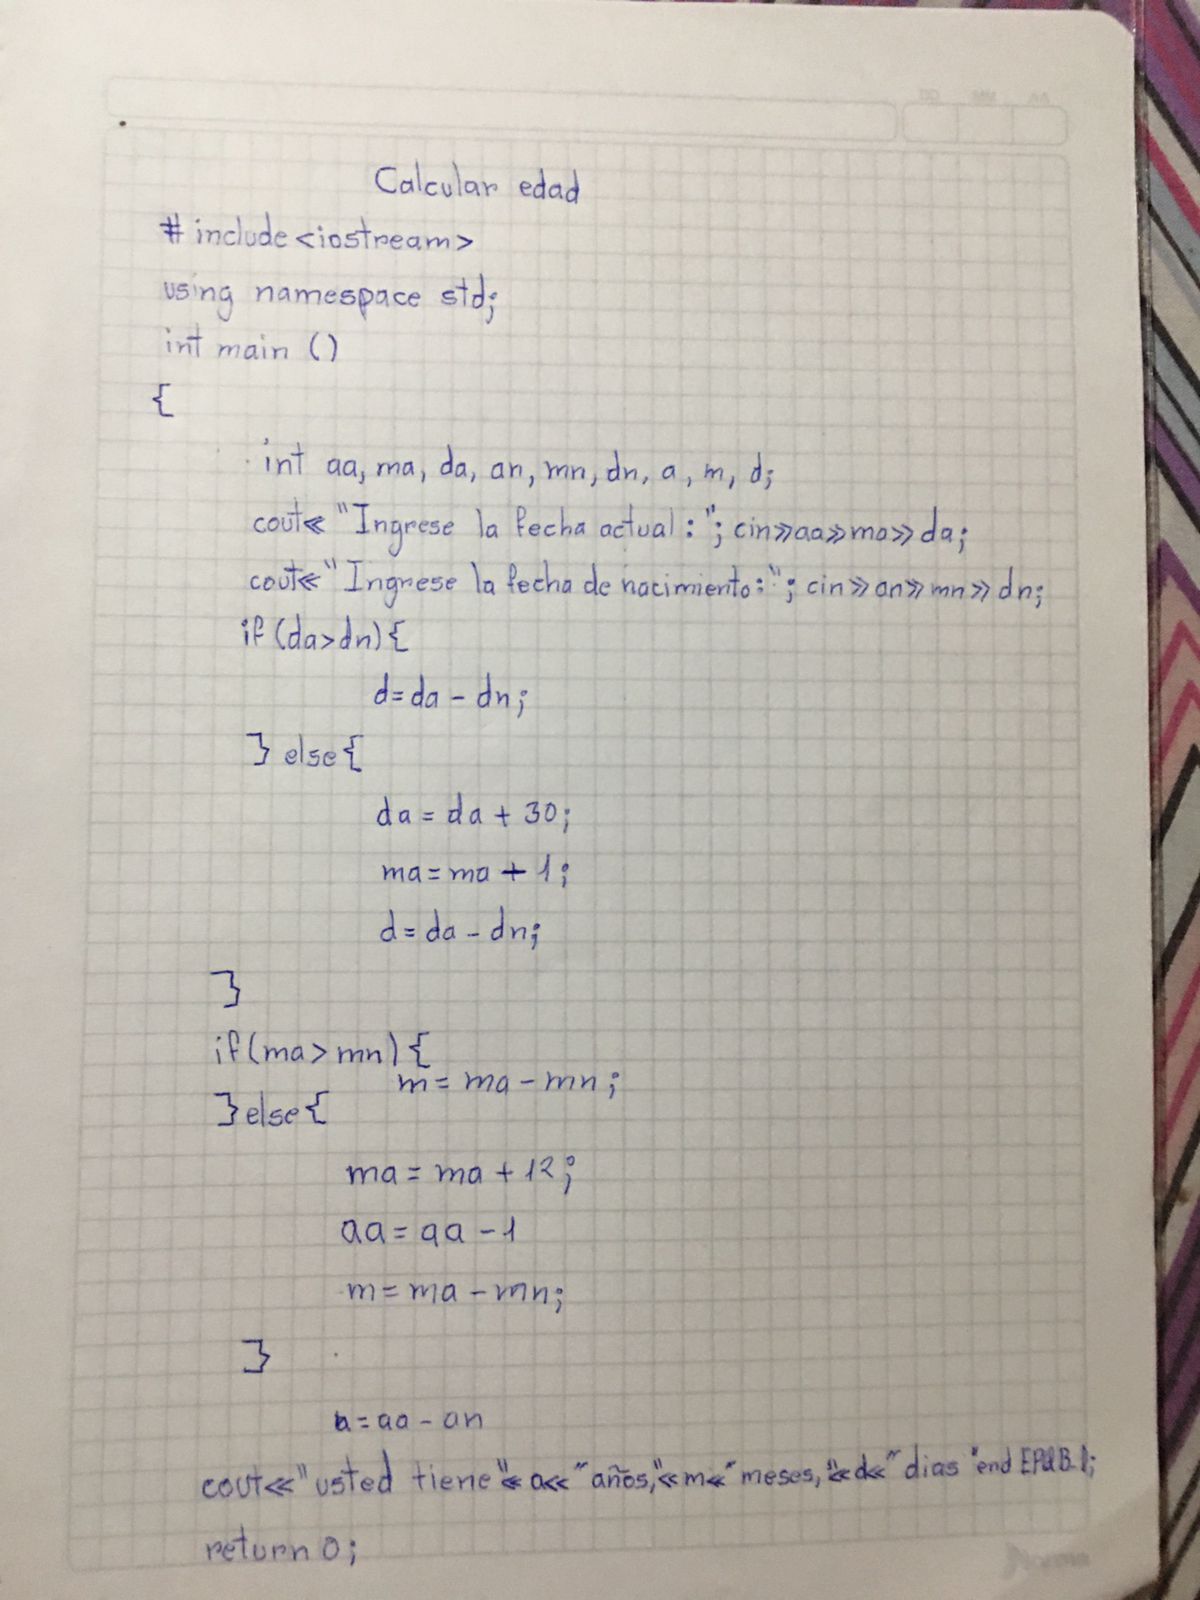 Calcular edad
# include <iostream>
using namespace std;
int main ()
{
int aa, ma, da, an, mn, dn, a, m, d;
cout<< "Ingrese la fecha actual : "; cin>>aa>>ma>>da;
cout<< "Ingrese la fecha de nacimiento: "; cin>>an>>mn>>dn;
if (da>dn) {
d= da - dn;
} else {
da = da + 30;
ma = ma + 1;
d = da - dn;
}
if (ma > mn) {
m = ma - mn;
} else {
ma = ma + 12;
aa = aa - 1
m = ma - mn;
}
a = aa - an
cout<< "usted tiene"<<a<<" años,"<<m<<" meses, "<<d<<" dias "end
return 0;
Norma